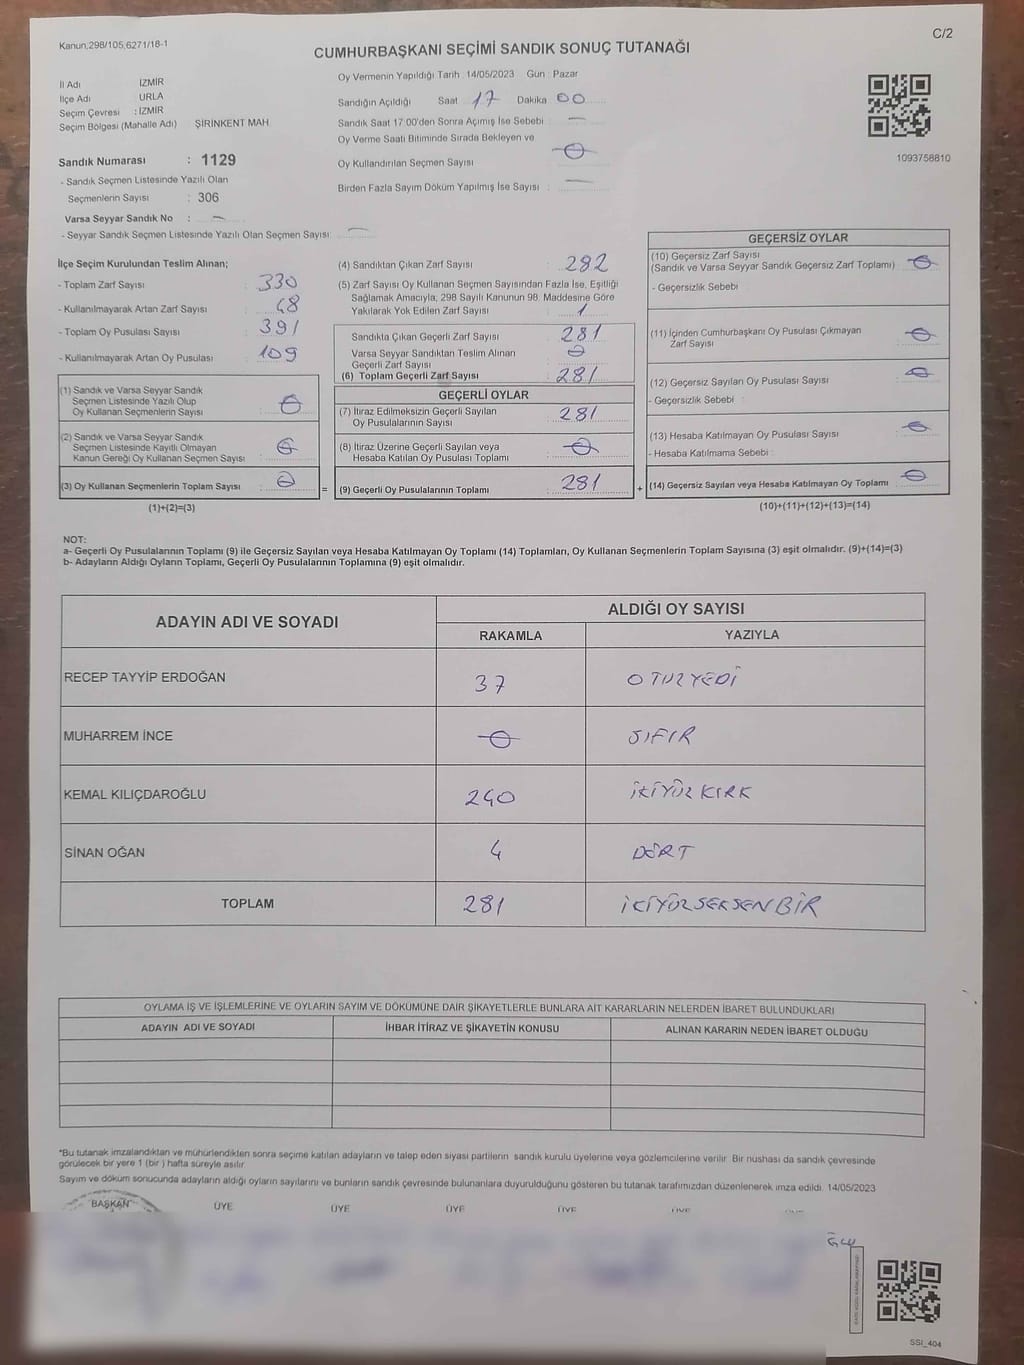 Kanun;298/105,6271/18-1
C/2
CUMHURBAŞKANI SEÇİMİ SANDIK SONUÇ TUTANAĞI
İl Adı İZMİR
İlçe Adı URLA
Seçim Çevresi : İZMİR
Seçim Bölgesi (Mahalle Adı) : ŞİRİNKENT MAH.
Sandık Numarası : 1129
- Sandık Seçmen Listesinde Yazılı Olan
Seçmenlerin Sayısı : 306
Varsa Seyyar Sandık No : -
- Seyyar Sandık Seçmen Listesinde Yazılı Olan Seçmen Sayısı: -
Oy Vermenin Yapıldığı Tarih 14/05/2023 Gün : Pazar
Sandığın Açıldığı Saat 17 Dakika 00
Sandık Saat 17:00'den Sonra Açımış İse Sebebi : -
Oy Verme Saati Bitiminde Sırada Bekleyen ve
Oy Kullandırılan Seçmen Sayısı 0
Birden Fazla Sayım Döküm Yapılmış İse Sayısı : -
1093758810
İlçe Seçim Kurulundan Teslim Alınan;
- Toplam Zarf Sayısı : 330
- Kullanılmayarak Artan Zarf Sayısı : 48
- Toplam Oy Pusulası Sayısı : 391
- Kullanılmayarak Artan Oy Pusulası : 109
(1) Sandık ve Varsa Seyyar Sandık
Seçmen Listesinde Yazılı Olup
Oy Kullanan Seçmenlerin Sayısı : 0
(2) Sandık ve Varsa Seyyar Sandık
Seçmen Listesinde Kayıtlı Olmayan
Kanun Gereği Oy Kullanan Seçmen Sayısı : 0
(3) Oy Kullanan Seçmenlerin Toplam Sayısı : 0
(1)+(2)=(3)
(4) Sandıktan Çıkan Zarf Sayısı : 282
(5) Zarf Sayısı Oy Kullanan Seçmen Sayısından Fazla İse, Eşitliği
Sağlamak Amacıyla; 298 Sayılı Kanunun 98. Maddesine Göre
Yakılarak Yok Edilen Zarf Sayısı : 1
Sandıkta Çıkan Geçerli Zarf Sayısı : 281
Varsa Seyyar Sandıktan Teslim Alınan
Geçerli Zarf Sayısı : 0
(6) Toplam Geçerli Zarf Sayısı : 281
GEÇERLİ OYLAR
(7) İtiraz Edilmeksizin Geçerli Sayılan
Oy Pusulalarının Sayısı : 281
(8) İtiraz Üzerine Geçerli Sayılan veya
Hesaba Katılan Oy Pusulası Toplamı : 0
= (9) Geçerli Oy Pusulalarının Toplamı : 281
GEÇERSİZ OYLAR
(10) Geçersiz Zarf Sayısı
(Sandık ve Varsa Seyyar Sandık Geçersiz Zarf Toplamı) : 0
- Geçersizlik Sebebi
(11) İçinden Cumhurbaşkanı Oy Pusulası Çıkmayan
Zarf Sayısı : 0
(12) Geçersiz Sayılan Oy Pusulası Sayısı : 0
- Geçersizlik Sebebi :
(13) Hesaba Katılmayan Oy Pusulası Sayısı : 0
- Hesaba Katılmama Sebebi :
+ (14) Geçersiz Sayılan veya Hesaba Katılmayan Oy Toplamı : 0
(10)+(11)+(12)+(13)=(14)
NOT:
a- Geçerli Oy Pusulalarının Toplamı (9) ile Geçersiz Sayılan veya Hesaba Katılmayan Oy Toplamı (14) Toplamları, Oy Kullanan Seçmenlerin Toplam Sayısına (3) eşit olmalıdır. (9)+(14)=(3)
b- Adayların Aldığı Oyların Toplamı, Geçerli Oy Pusulalarının Toplamına (9) eşit olmalıdır.
ADAYIN ADI VE SOYADI
ALDIĞI OY SAYISI
RAKAMLA YAZIYLA
RECEP TAYYİP ERDOĞAN 37 OTUZYEDİ
MUHARREM İNCE 0 SIFIR
KEMAL KILIÇDAROĞLU 240 İKİYÜZKIRK
SİNAN OĞAN 4 DÖRT
TOPLAM 281 İKİYÜZSEKSENBİR
OYLAMA İŞ VE İŞLEMLERİNE VE OYLARIN SAYIM VE DÖKÜMÜNE DAİR ŞİKAYETLERLE BUNLARA AİT KARARLARIN NELERDEN İBARET BULUNDUKLARI
ADAYIN ADI VE SOYADI İHBAR İTİRAZ VE ŞİKAYETİN KONUSU ALINAN KARARIN NEDEN İBARET OLDUĞU
*Bu tutanak imzalandıktan ve mühürlendikten sonra seçime katılan adayların ve talep eden siyasi partilerin sandık kurulu üyelerine veya gözlemcilerine verilir. Bir nushası da sandık çevresinde
görülecek bir yere 1 (bir ) hafta süreyle asılır.
Sayım ve döküm sonucunda adayların aldığı oyların sayılarını ve bunların sandık çevresinde bulunanlara duyurulduğunu gösteren bu tutanak tarafımızdan düzenlenerek imza edildi. 14/05/2023
BAŞKAN ÜYE ÜYE ÜYE ÜYE ÜYE
SSI_404